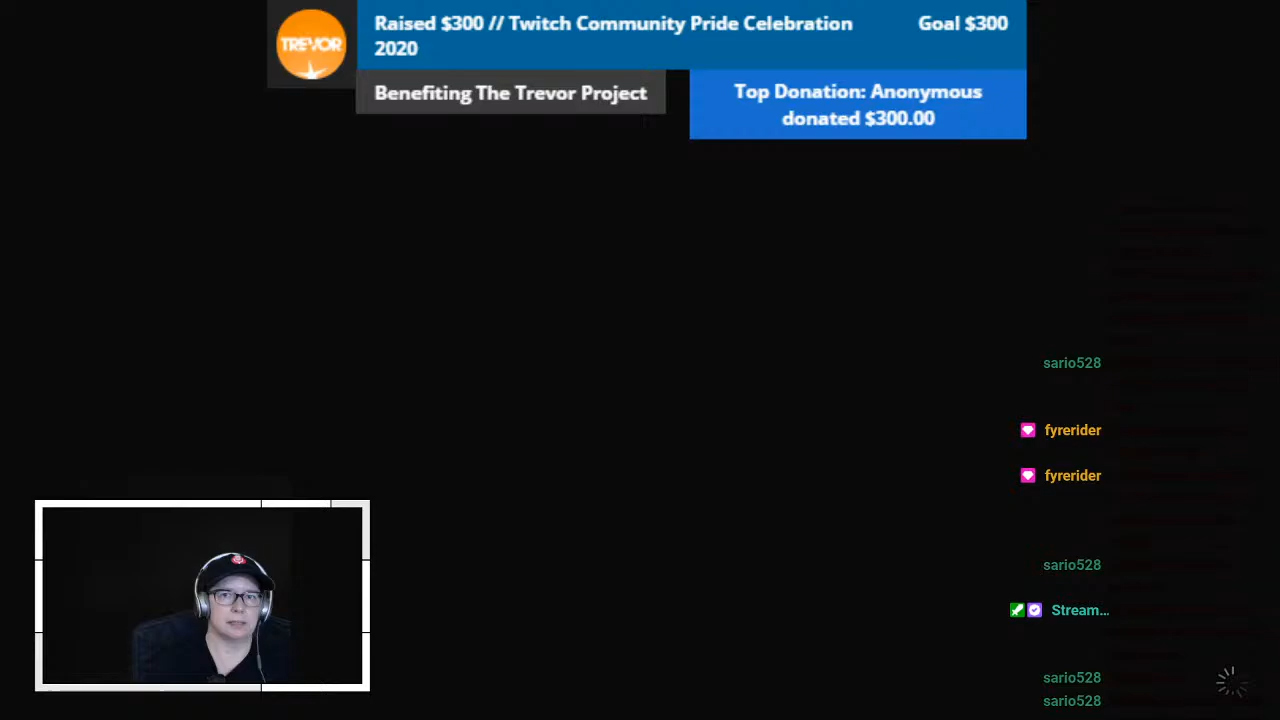 TREVOR
Raised $300 // Twitch Community Pride Celebration
2020
Goal $300
Benefiting The Trevor Project
Top Donation: Anonymous
donated $300.00
sario528
fyrerider
fyrerider
sario528
Stream...
sario528
sario528